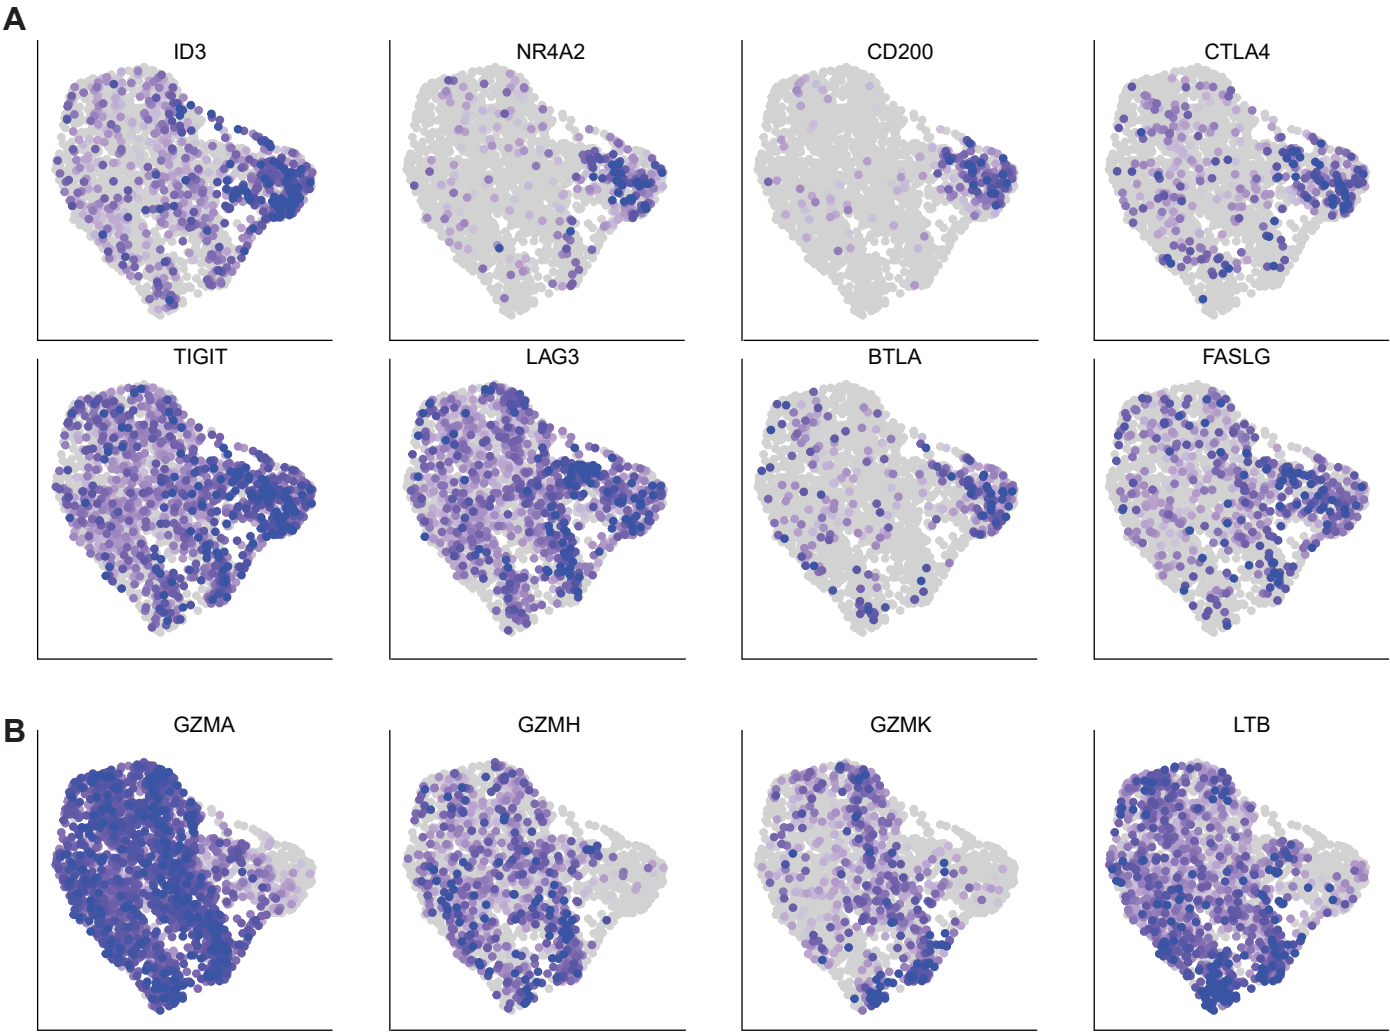 A
ID3
NR4A2
CD200
CTLA4
TIGIT
LAG3
BTLA
FASLG
B
GZMA
GZMH
GZMK
LTB